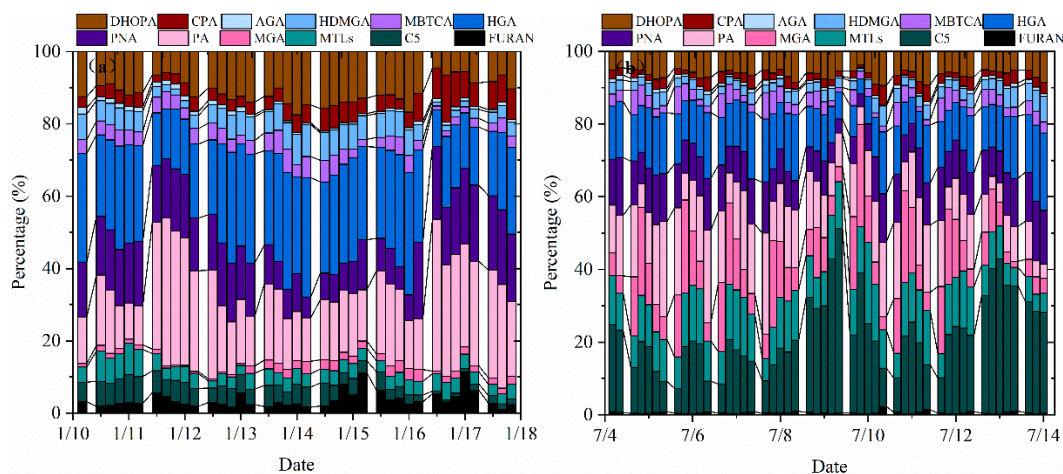 DHOPA CPA AGA HDMGA MBTCA HGA
PNA PA MGA MTLs C5 FURAN
100
80
60
40
20
0
(a)
Percentage (%)
1/10 1/11 1/12 1/13 1/14 1/15 1/16 1/17 1/18
Date
DHOPA CPA AGA HDMGA MBTCA HGA
PNA PA MGA MTLs C5 FURAN
100
80
60
40
20
0
(b)
Percentage (%)
7/4 7/6 7/8 7/10 7/12 7/14
Date